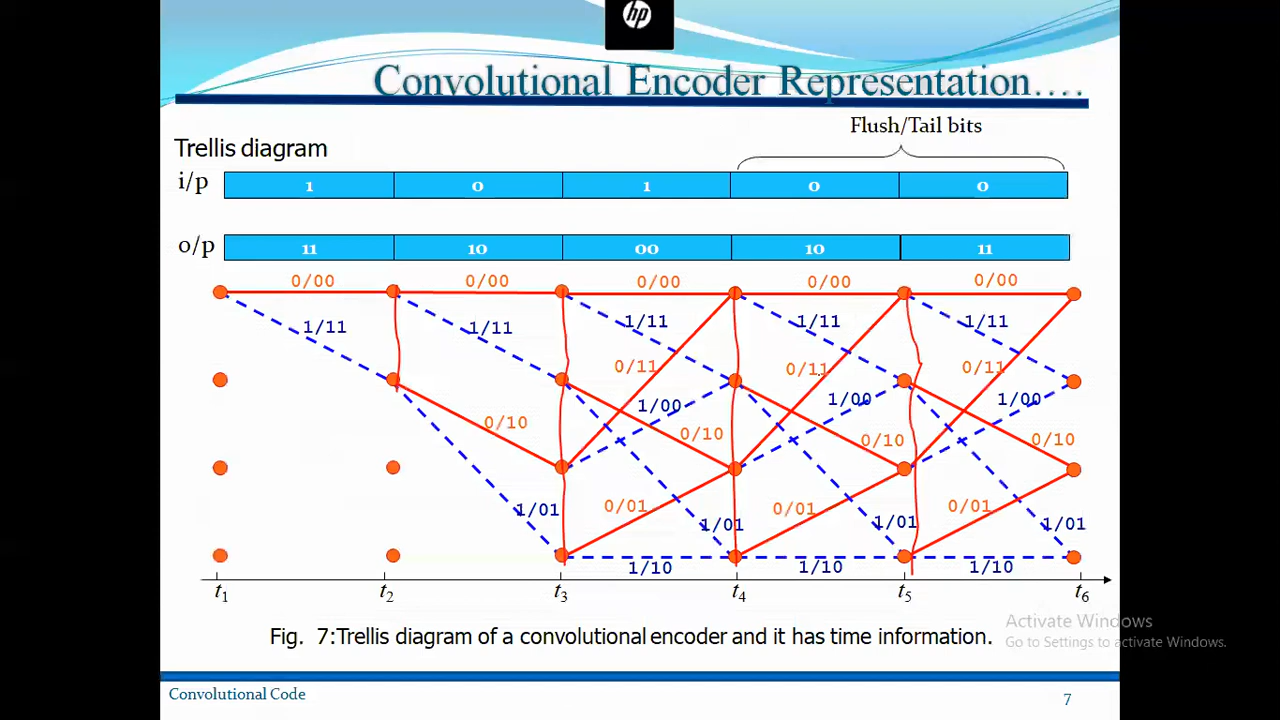 hp
Convolutional Encoder Representation....
Flush/Tail bits
Trellis diagram
i/p 1 0 1 0 0
o/p 11 10 00 10 11
0/00 0/00 0/00 0/00 0/00
1/11 1/11 1/11 1/11 1/11
0/11 0/11 0/11
1/00 1/00 1/00
0/10 0/10 0/10 0/10
1/01 0/01 1/01 0/01 1/01 0/01 1/01
1/10 1/10 1/10
t1 t2 t3 t4 t5 t6
Fig. 7:Trellis diagram of a convolutional encoder and it has time information.
Activate Windows
Go to Settings to activate Windows.
Convolutional Code 7